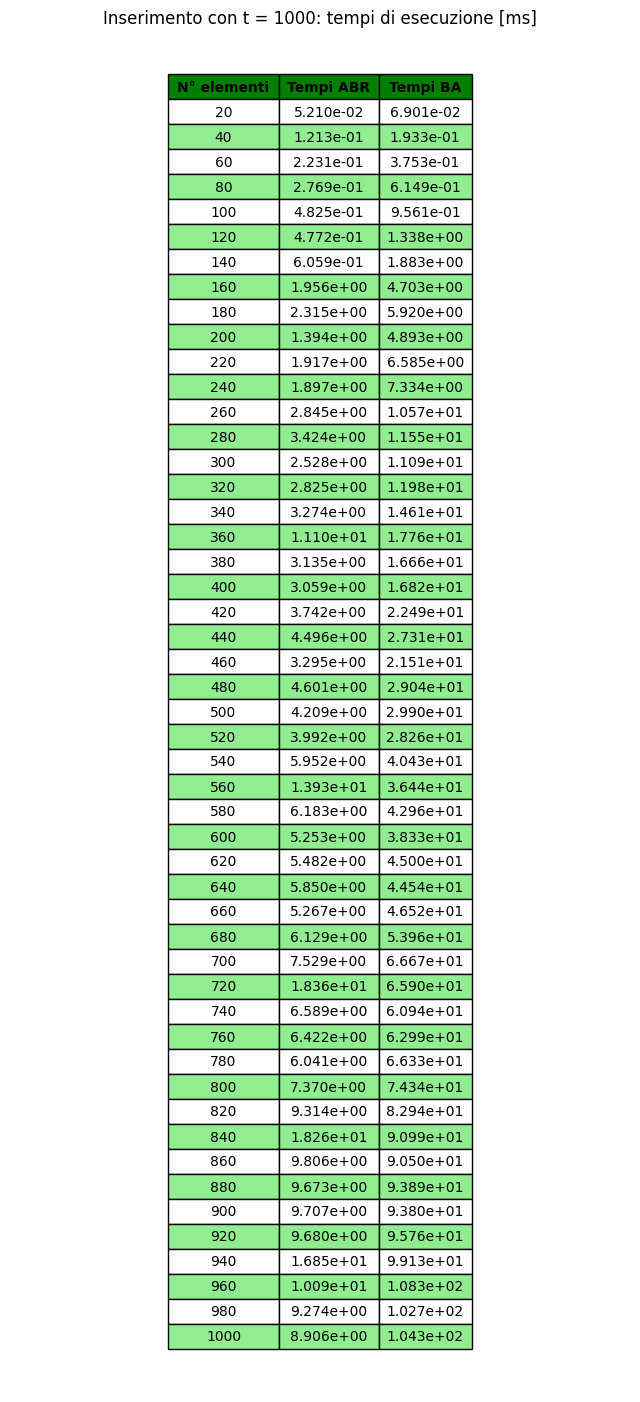 Inserimento con t = 1000: tempi di esecuzione [ms]
N° elementi Tempi ABR Tempi BA
20 5.210e-02 6.901e-02
40 1.213e-01 1.933e-01
60 2.231e-01 3.753e-01
80 2.769e-01 6.149e-01
100 4.825e-01 9.561e-01
120 4.772e-01 1.338e+00
140 6.059e-01 1.883e+00
160 1.956e+00 4.703e+00
180 2.315e+00 5.920e+00
200 1.394e+00 4.893e+00
220 1.917e+00 6.585e+00
240 1.897e+00 7.334e+00
260 2.845e+00 1.057e+01
280 3.424e+00 1.155e+01
300 2.528e+00 1.109e+01
320 2.825e+00 1.198e+01
340 3.274e+00 1.461e+01
360 1.110e+01 1.776e+01
380 3.135e+00 1.666e+01
400 3.059e+00 1.682e+01
420 3.742e+00 2.249e+01
440 4.496e+00 2.731e+01
460 3.295e+00 2.151e+01
480 4.601e+00 2.904e+01
500 4.209e+00 2.990e+01
520 3.992e+00 2.826e+01
540 5.952e+00 4.043e+01
560 1.393e+01 3.644e+01
580 6.183e+00 4.296e+01
600 5.253e+00 3.833e+01
620 5.482e+00 4.500e+01
640 5.850e+00 4.454e+01
660 5.267e+00 4.652e+01
680 6.129e+00 5.396e+01
700 7.529e+00 6.667e+01
720 1.836e+01 6.590e+01
740 6.589e+00 6.094e+01
760 6.422e+00 6.299e+01
780 6.041e+00 6.633e+01
800 7.370e+00 7.434e+01
820 9.314e+00 8.294e+01
840 1.826e+01 9.099e+01
860 9.806e+00 9.050e+01
880 9.673e+00 9.389e+01
900 9.707e+00 9.380e+01
920 9.680e+00 9.576e+01
940 1.685e+01 9.913e+01
960 1.009e+01 1.083e+02
980 9.274e+00 1.027e+02
1000 8.906e+00 1.043e+02